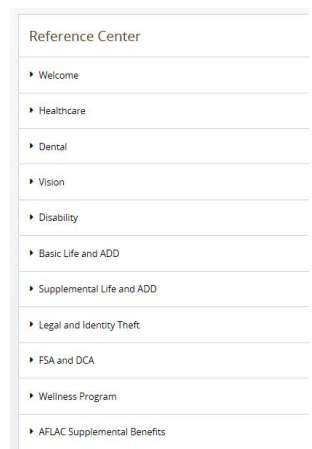 Reference Center
Welcome
Healthcare
Dental
Vision
Disability
Basic Life and ADD
Supplemental Life and ADD
Legal and Identity Theft
FSA and DCA
Wellness Program
AFLAC Supplemental Benefits